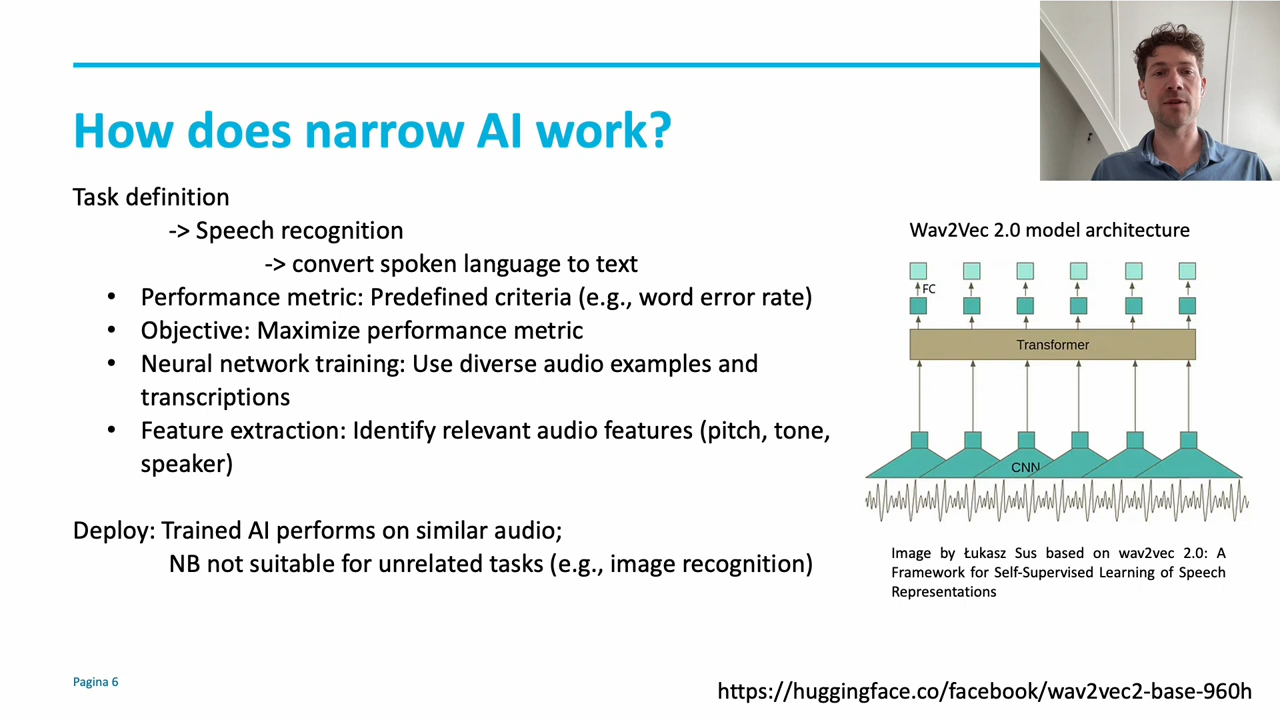 How does narrow AI work?
Task definition
-> Speech recognition
-> convert spoken language to text
• Performance metric: Predefined criteria (e.g., word error rate)
• Objective: Maximize performance metric
• Neural network training: Use diverse audio examples and
transcriptions
• Feature extraction: Identify relevant audio features (pitch, tone,
speaker)
Deploy: Trained AI performs on similar audio;
NB not suitable for unrelated tasks (e.g., image recognition)
Wav2Vec 2.0 model architecture
FC
Transformer
CNN
Image by Łukasz Sus based on wav2vec 2.0: A
Framework for Self-Supervised Learning of Speech
Representations
Pagina 6
https://huggingface.co/facebook/wav2vec2-base-960h